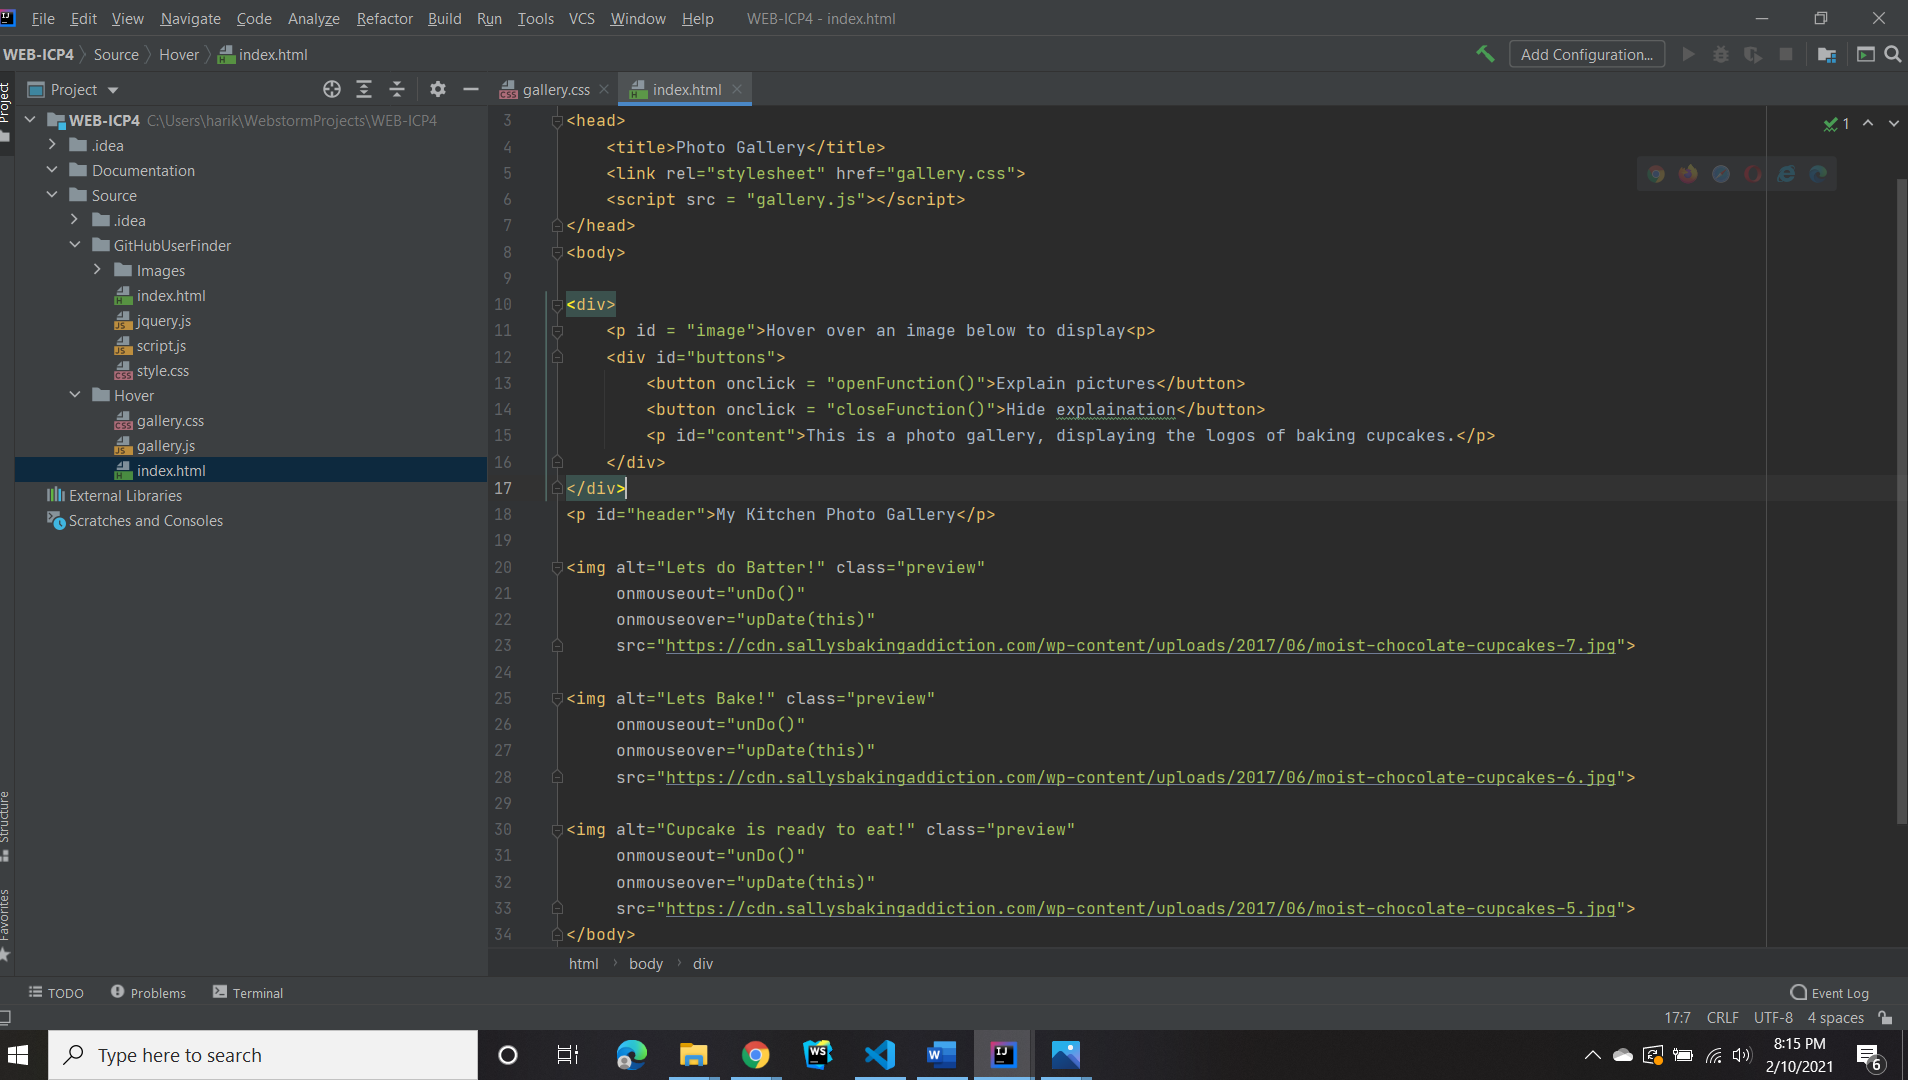 File Edit View Navigate Code Analyze Refactor Build Run Tools VCS Window Help WEB-ICP4 - index.html
WEB-ICP4 Source Hover index.html Add Configuration...
Project
Project
gallery.css index.html
WEB-ICP4 C:\Users\harik\WebstormProjects\WEB-ICP4
.idea
Documentation
Source
.idea
GitHubUserFinder
Images
index.html
jquery.js
script.js
style.css
Hover
gallery.css
gallery.js
index.html
External Libraries
Scratches and Consoles
Structure
Favorites
1
3 <head>
4 <title>Photo Gallery</title>
5 <link rel="stylesheet" href="gallery.css">
6 <script src = "gallery.js"></script>
7 </head>
8 <body>
9
10 <div>
11 <p id = "image">Hover over an image below to display<p>
12 <div id="buttons">
13 <button onclick = "openFunction()">Explain pictures</button>
14 <button onclick = "closeFunction()">Hide explaination</button>
15 <p id="content">This is a photo gallery, displaying the logos of baking cupcakes.</p>
16 </div>
17 </div>
18 <p id="header">My Kitchen Photo Gallery</p>
19
20 <img alt="Lets do Batter!" class="preview"
21 onmouseout="unDo()"
22 onmouseover="upDate(this)"
23 src="https://cdn.sallysbakingaddiction.com/wp-content/uploads/2017/06/moist-chocolate-cupcakes-7.jpg">
24
25 <img alt="Lets Bake!" class="preview"
26 onmouseout="unDo()"
27 onmouseover="upDate(this)"
28 src="https://cdn.sallysbakingaddiction.com/wp-content/uploads/2017/06/moist-chocolate-cupcakes-6.jpg">
29
30 <img alt="Cupcake is ready to eat!" class="preview"
31 onmouseout="unDo()"
32 onmouseover="upDate(this)"
33 src="https://cdn.sallysbakingaddiction.com/wp-content/uploads/2017/06/moist-chocolate-cupcakes-5.jpg">
34 </body>
html body div
TODO Problems Terminal Event Log
17:7 CRLF UTF-8 4 spaces
Type here to search
8:15 PM
2/10/2021
6